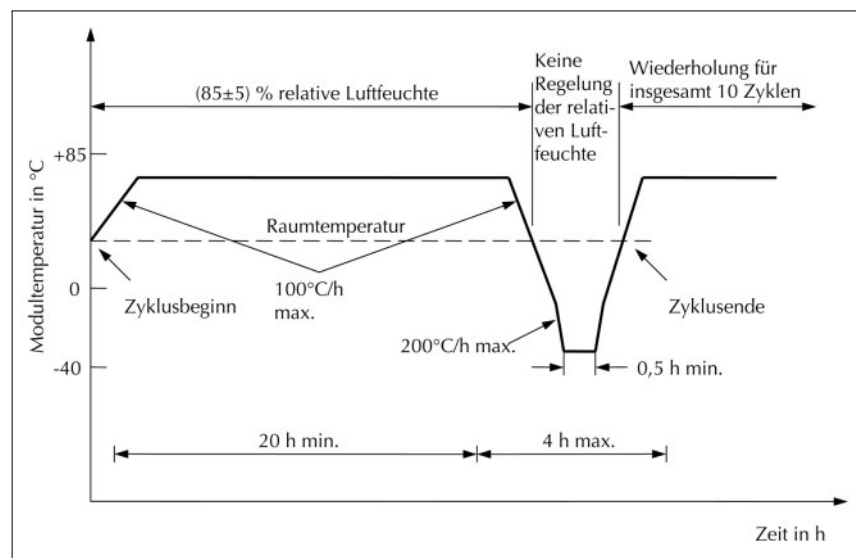 Keine
Regelung
der relati-
ven Luft-
feuchte
Wiederholung für
insgesamt 10 Zyklen
(85±5) % relative Luftfeuchte
+85
Modultemperatur in °C
Raumtemperatur
0
Zyklusbeginn
100°C/h
max.
Zyklusende
200°C/h max.
0,5 h min.
-40
20 h min.
4 h max.
Zeit in h